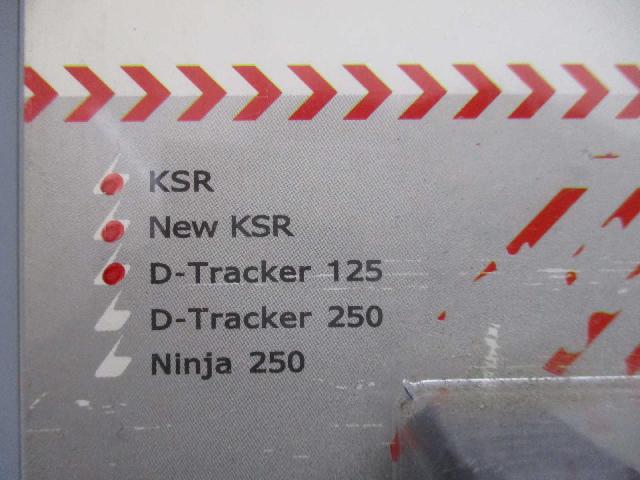 KSR
New KSR
D-Tracker 125
D-Tracker 250
Ninja 250